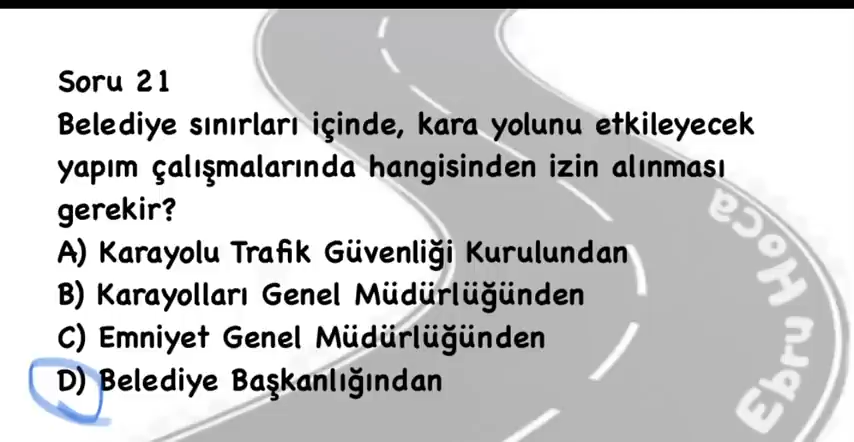 Soru 21
Belediye sınırları içinde, kara yolunu etkileyecek
yapım çalışmalarında hangisinden izin alınması
gerekir?
A) Karayolu Trafik Güvenliği Kurulundan
B) Karayolları Genel Müdürlüğünden
C) Emniyet Genel Müdürlüğünden
D) Belediye Başkanlığından
Ebru Hoca